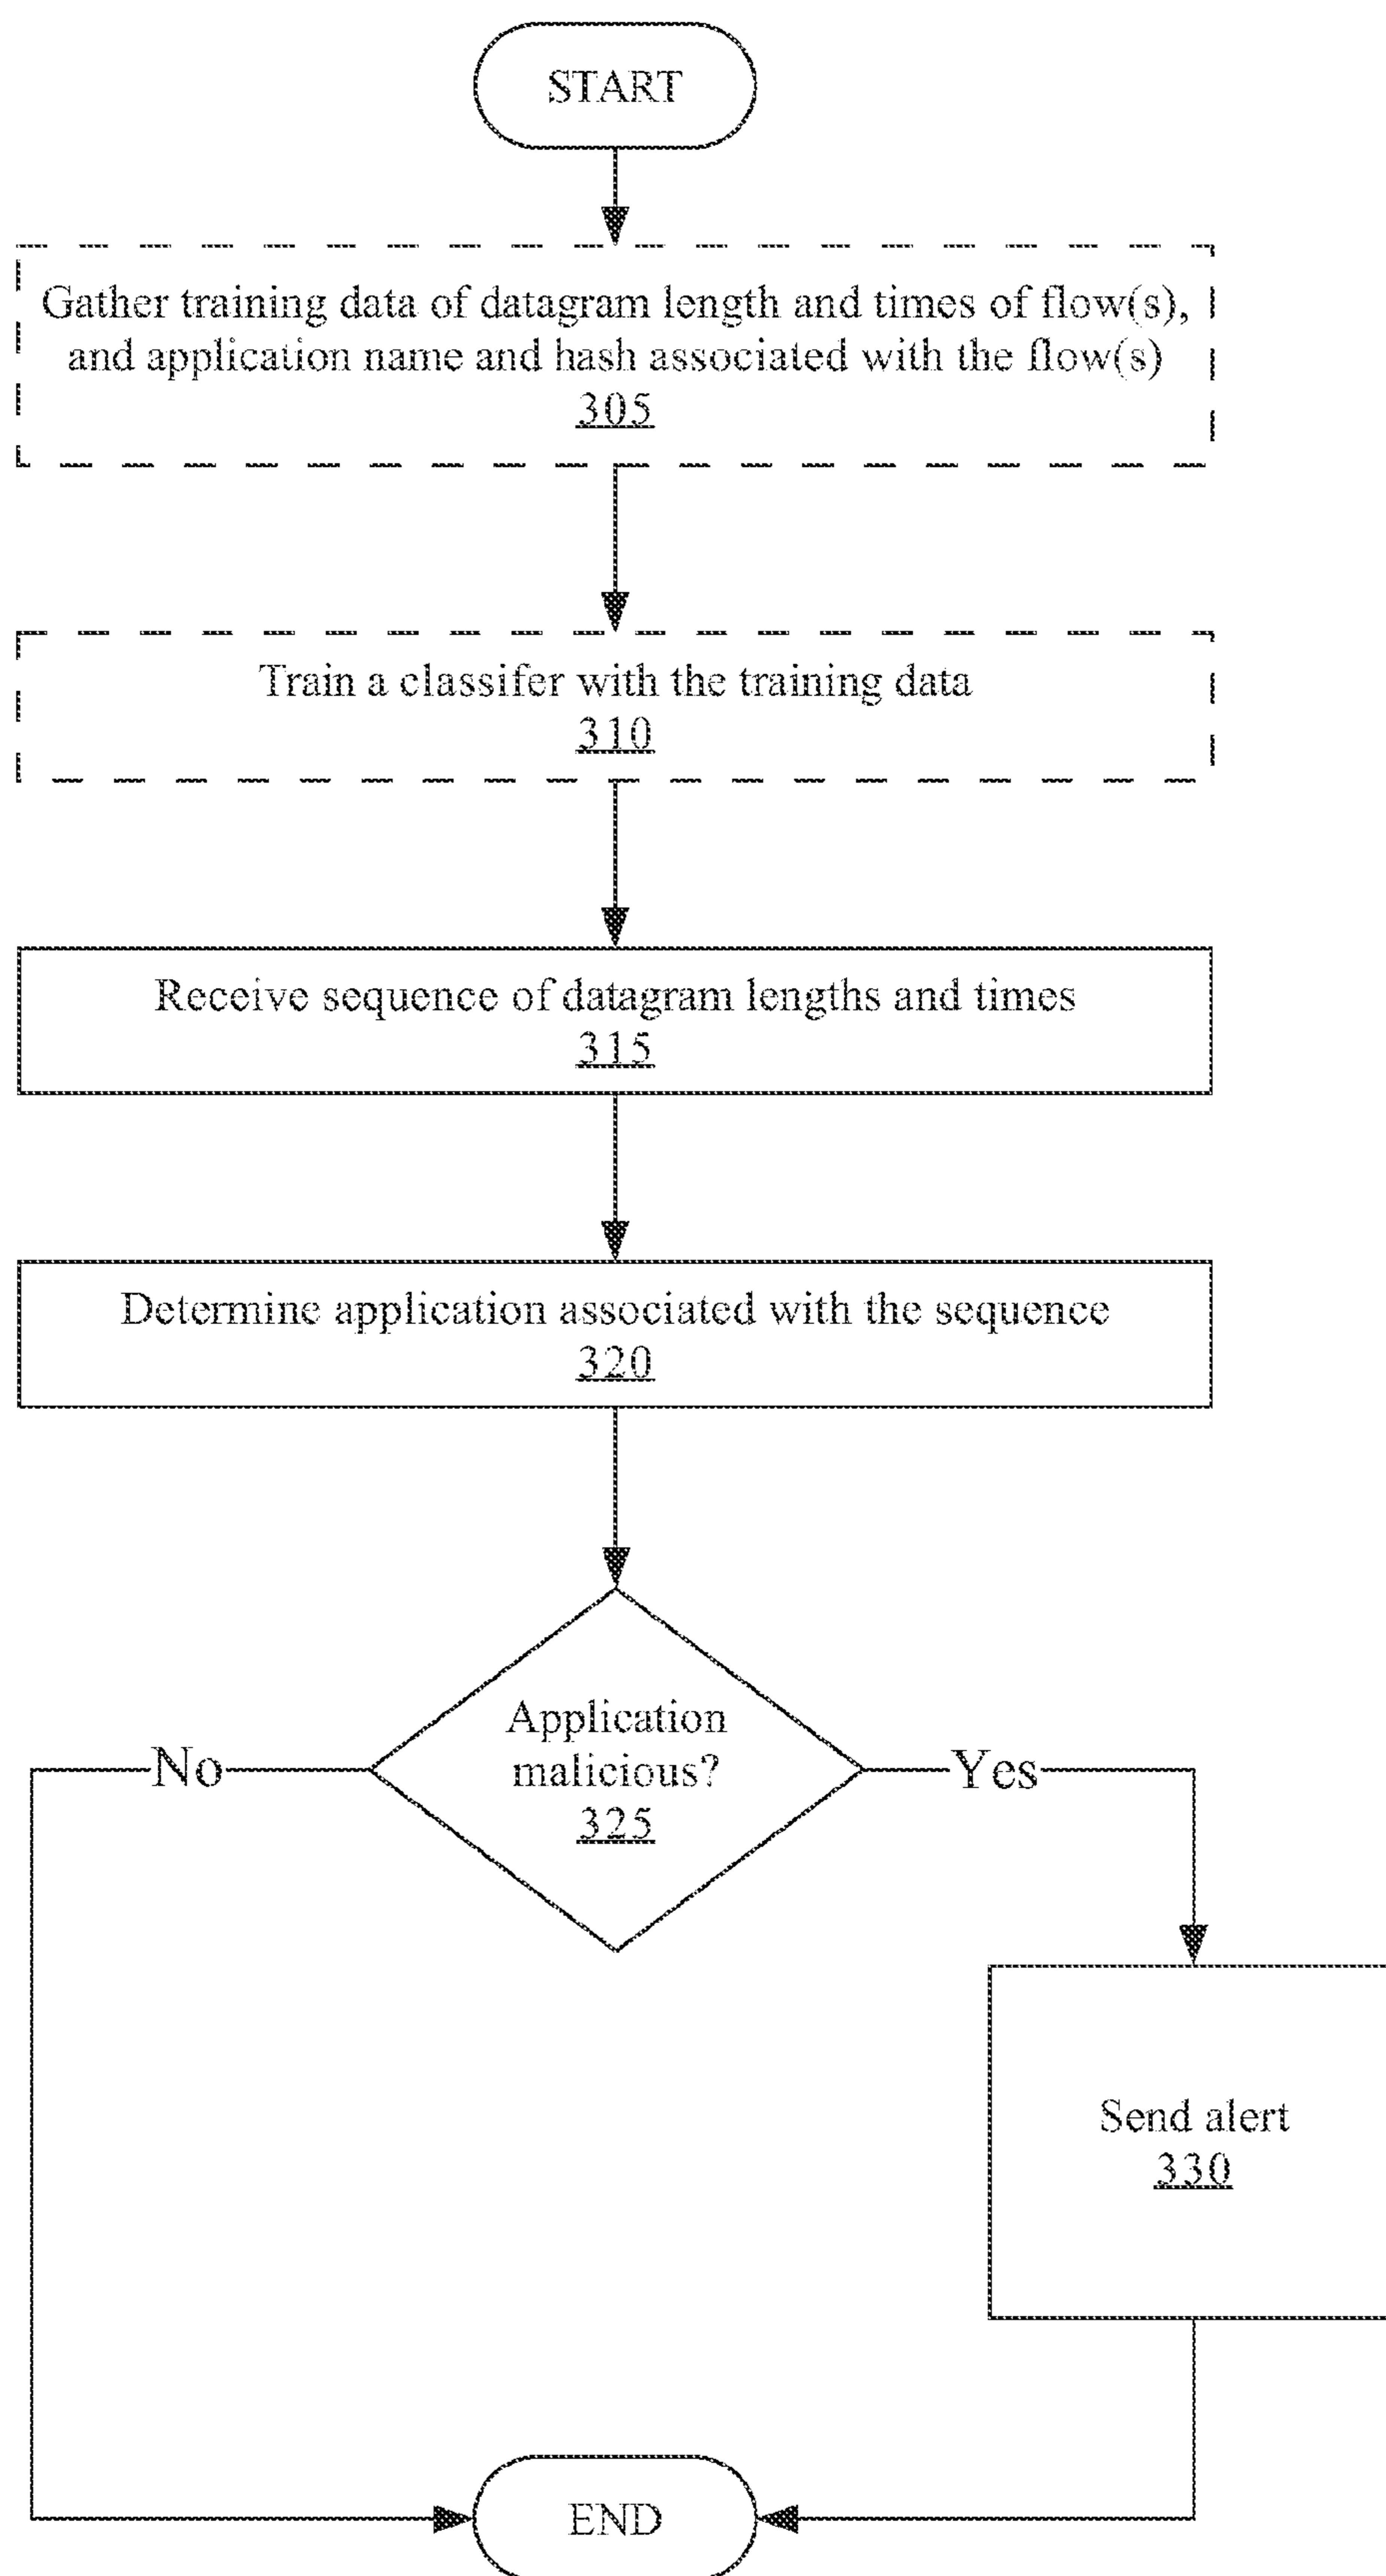 START
Gather training data of datagram length and times of flow(s),
and application name and hash associated with the flow(s)
305
Train a classifer with the training data
310
Receive sequence of datagram lengths and times
315
Determine application associated with the sequence
320
Application
malicious?
325
No
Yes
Send alert
330
END